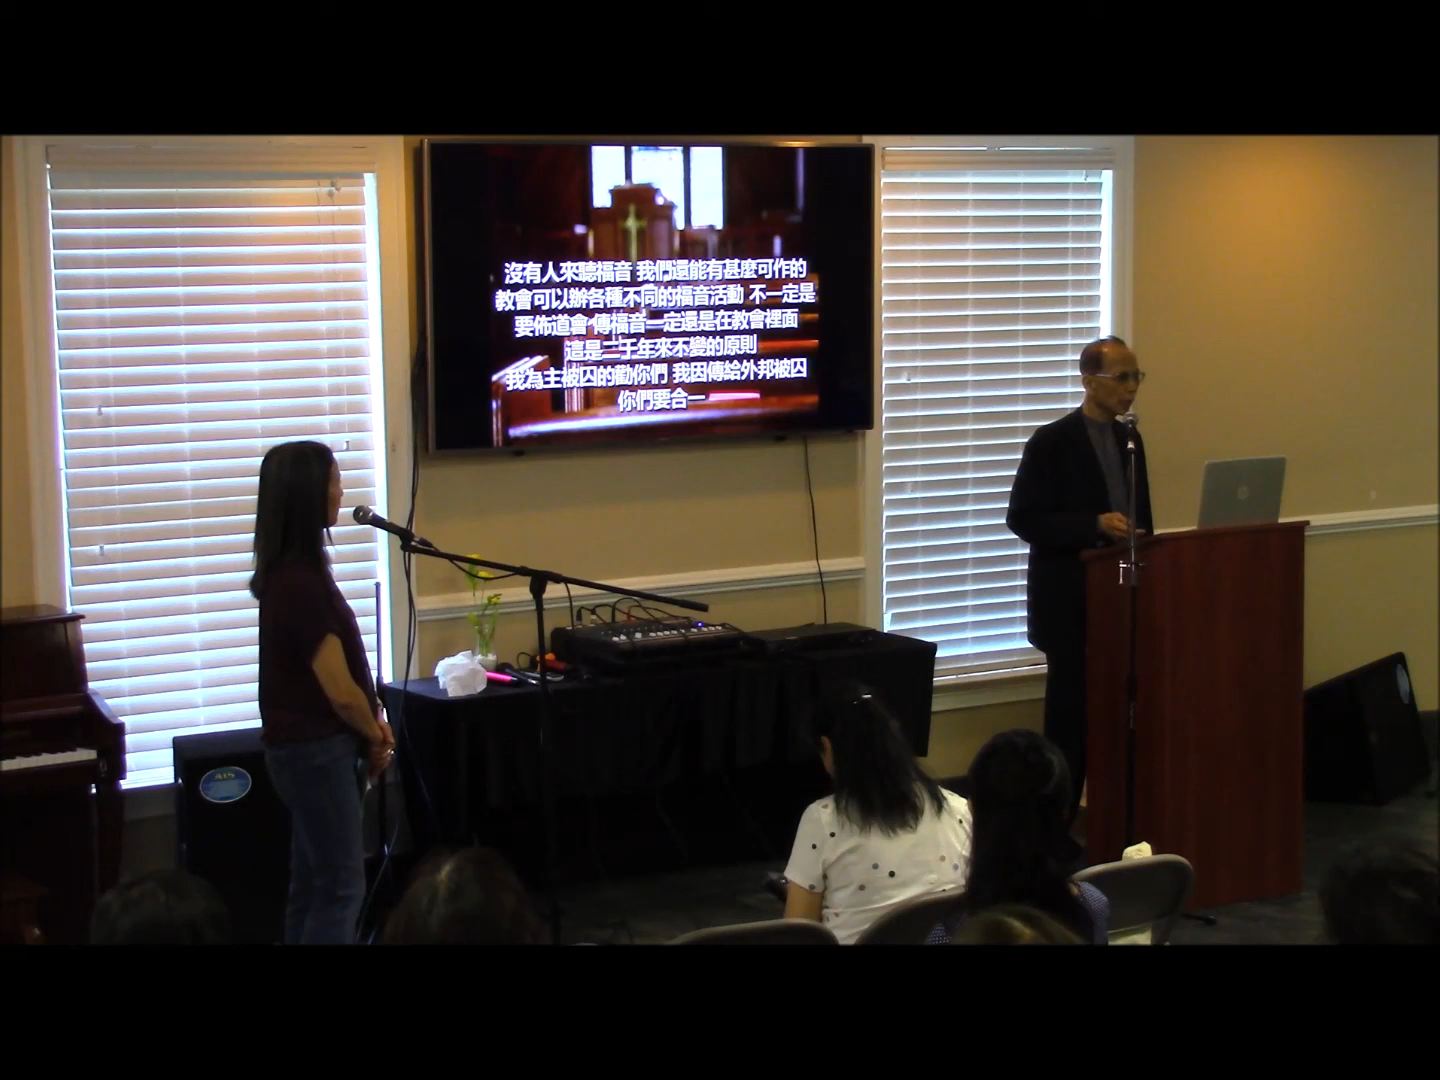 沒有人來聽福音 我們還能有甚麼可作的
教會可以辦各種不同的福音活動 不一定是
要佈道會 傳福音一定還是在教會裡面
這是二千年來不變的原則
我為主被囚的勸你們 我因傳給外邦被囚
你們要合一
AIS